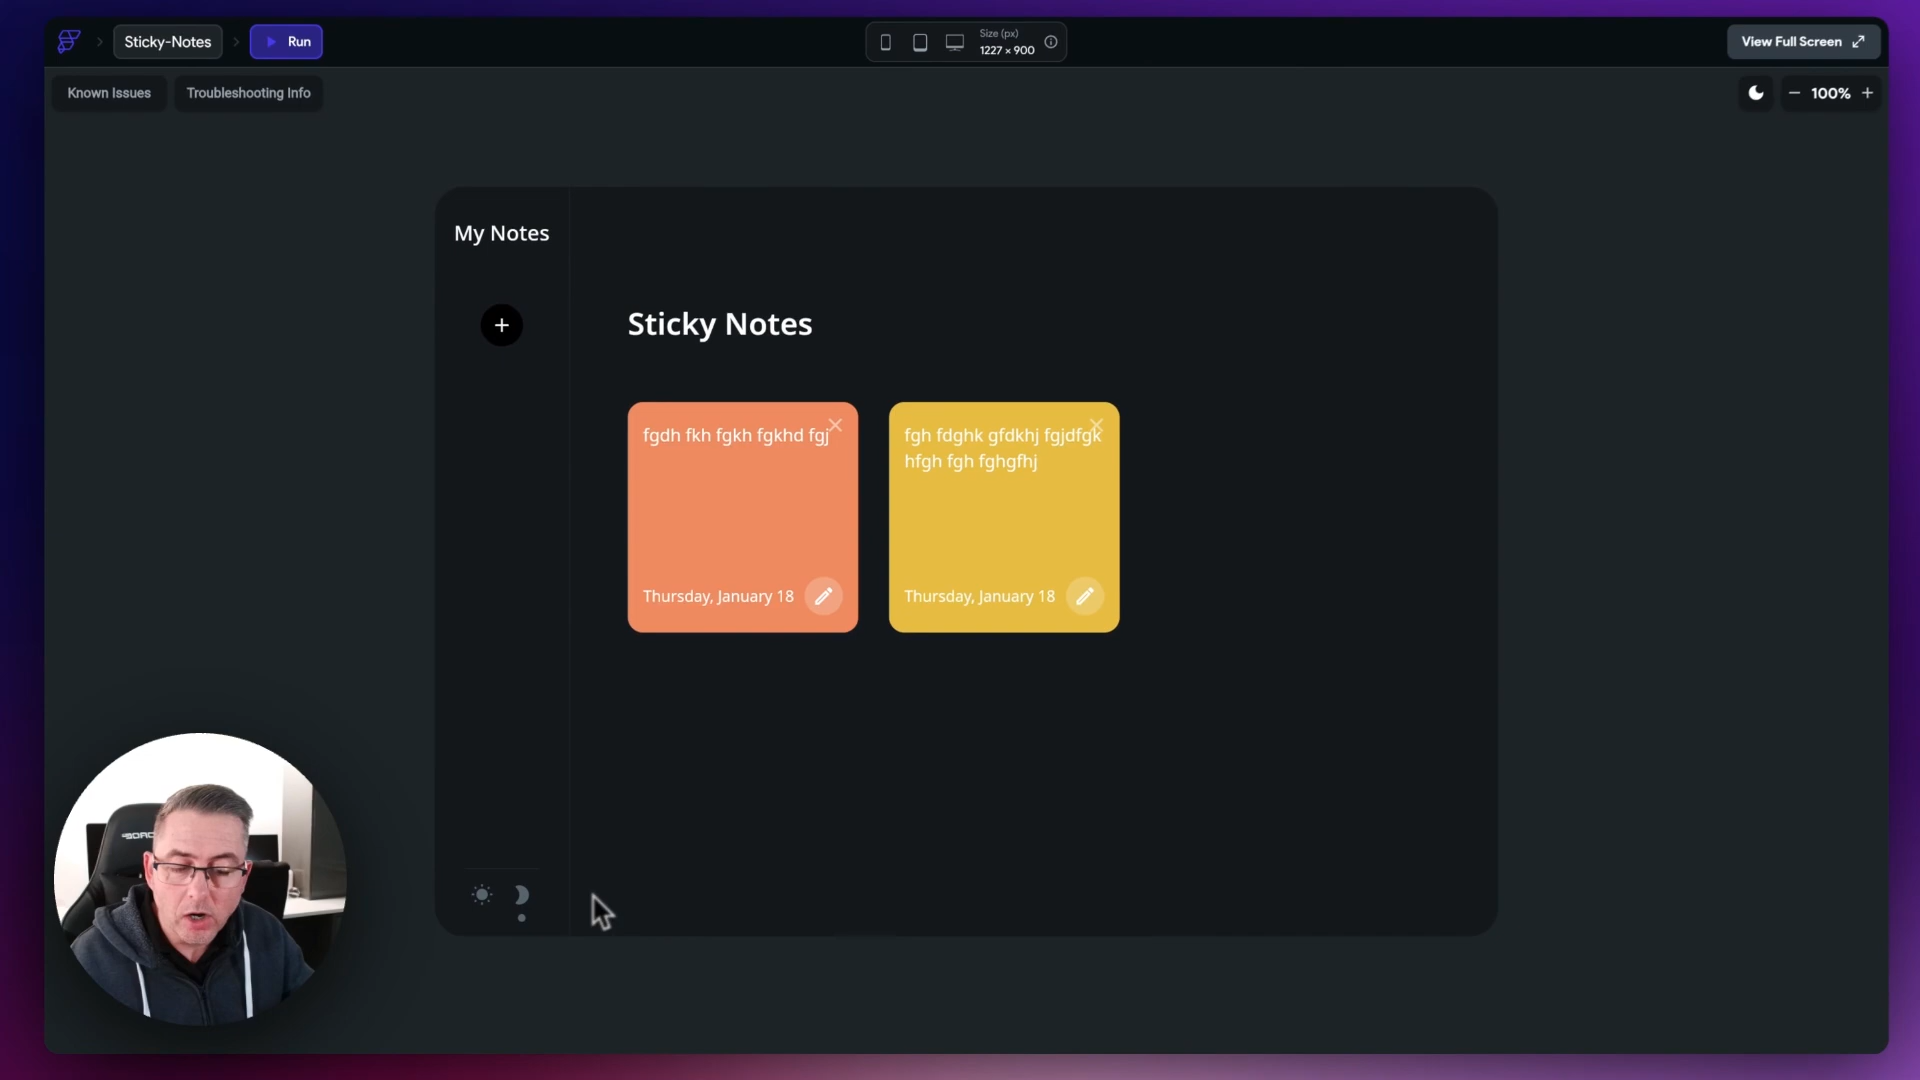 Sticky-Notes
Run
Size (px)
1227 × 900
View Full Screen
Known Issues
Troubleshooting Info
100%
My Notes
Sticky Notes
fgdh fkh fgkh fgkhd fgj
fgh fdghk gfdkhj fgjdfgk
hfgh fgh fghgfhj
Thursday, January 18
Thursday, January 18